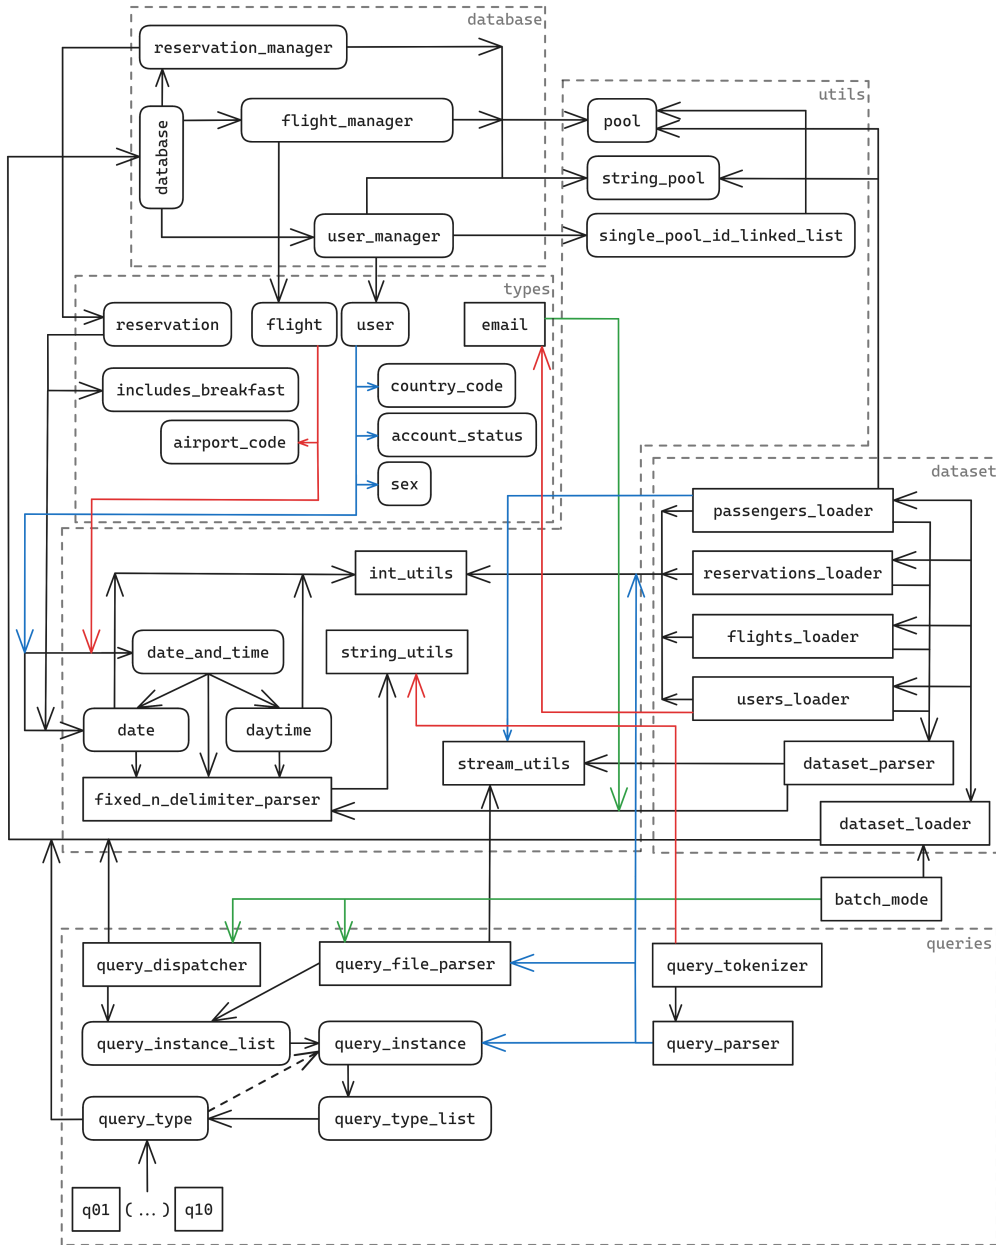 database
reservation_manager
utils
flight_manager
pool
database
string_pool
user_manager
single_pool_id_linked_list
types
reservation
flight
user
email
includes_breakfast
country_code
airport_code
account_status
dataset
sex
passengers_loader
int_utils
reservations_loader
date_and_time
string_utils
flights_loader
users_loader
date
daytime
stream_utils
dataset_parser
fixed_n_delimiter_parser
dataset_loader
batch_mode
queries
query_dispatcher
query_file_parser
query_tokenizer
query_instance_list
query_instance
query_parser
query_type
query_type_list
q01 (...) q10